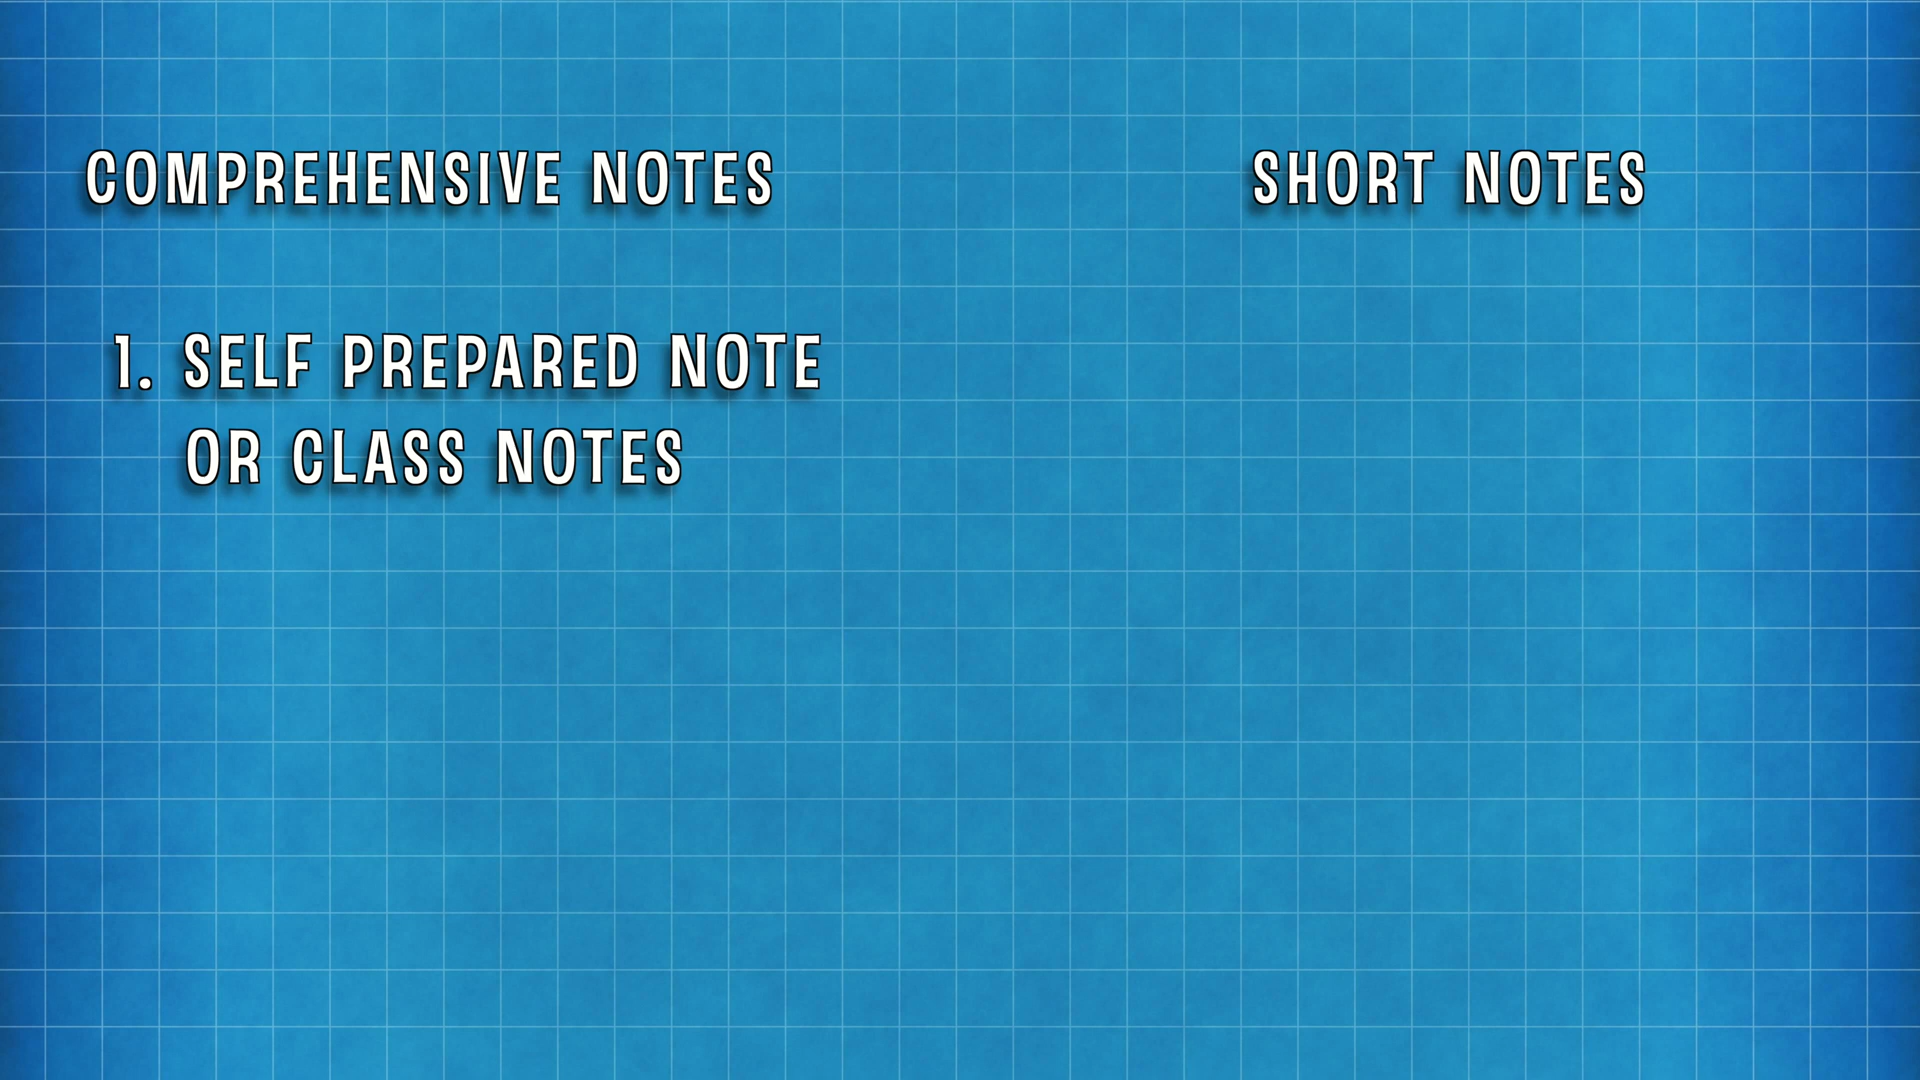 COMPREHENSIVE NOTES
SHORT NOTES
1. SELF PREPARED NOTE
OR CLASS NOTES